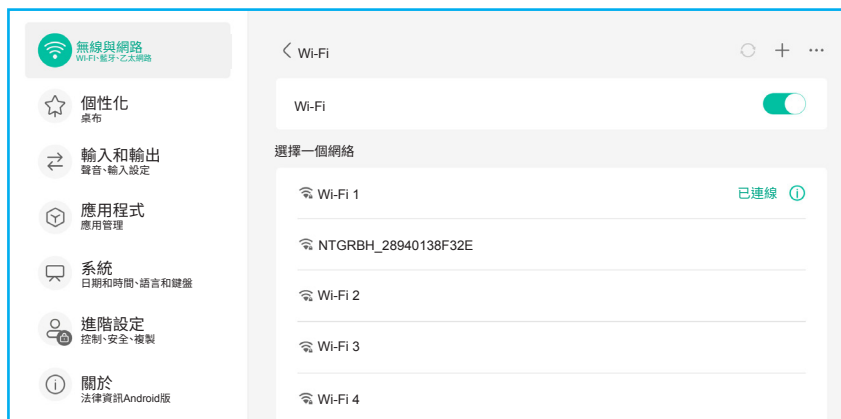 無線與網路
WI-FI、藍牙、乙太網路
個性化
桌布
輸入和輸出
聲音、輸入設定
應用程式
應用管理
系統
日期和時間、語言和鍵盤
進階設定
控制、安全、複製
關於
法律資訊Android版
Wi-Fi
Wi-Fi
選擇一個網絡
Wi-Fi 1 已連線
NTGRBH_28940138F32E
Wi-Fi 2
Wi-Fi 3
Wi-Fi 4